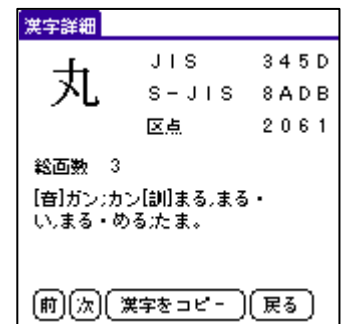 漢字詳細
丸
JIS 345D
S-JIS 8ADB
区点 2061
総画数 3
[音]ガン;カン[訓]まる,まる・
い,まる・める;たま。
前 次 漢字をコピー 戻る